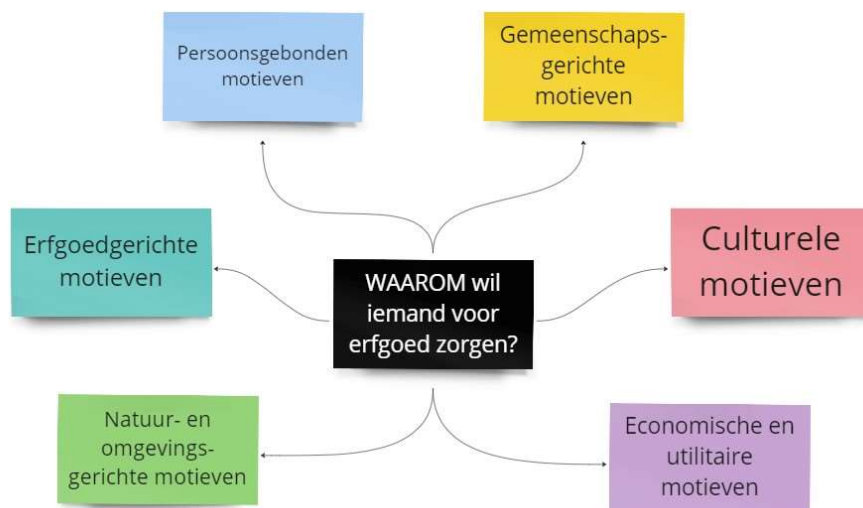 Persoonsgebonden
motieven
Gemeenschaps-
gerichte
motieven
Erfgoedgerichte
motieven
WAAROM wil
iemand voor
erfgoed zorgen?
Culturele
motieven
Natuur- en
omgevings-
gerichte motieven
Economische en
utilitaire
motieven